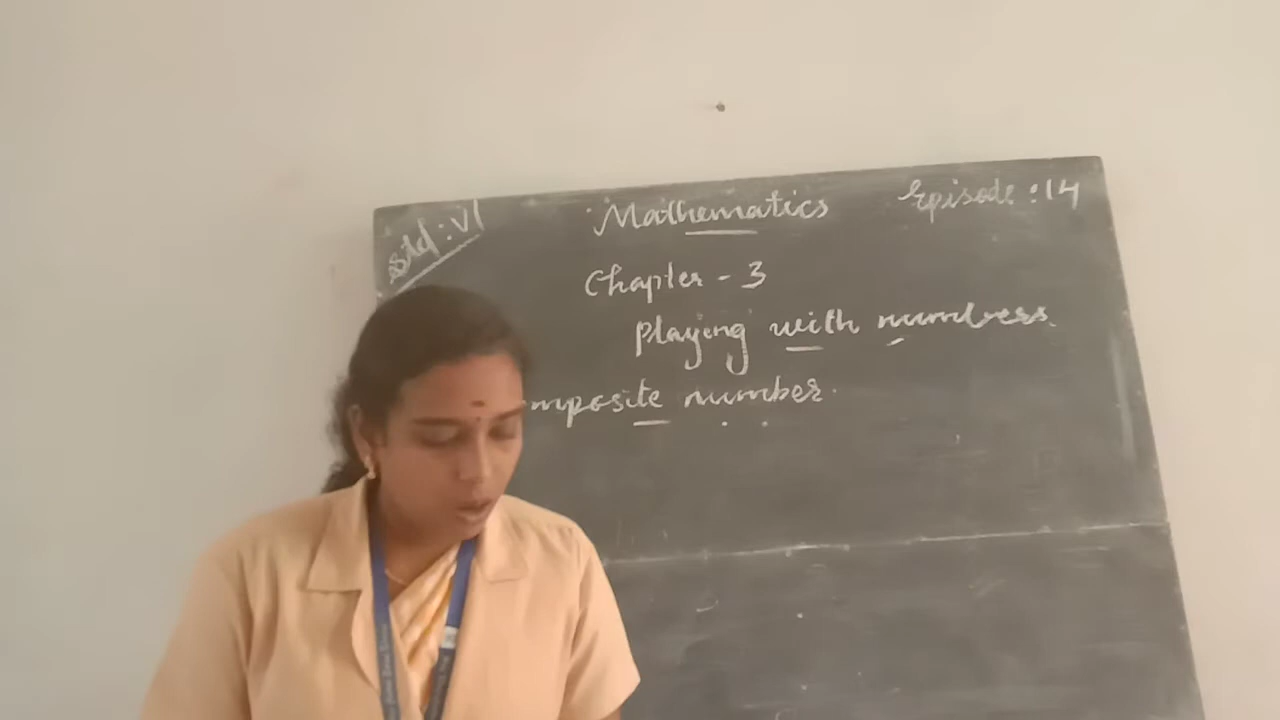 Std : VI
Mathematics
Episode : 14
Chapter - 3
Playing with numbers
mposite number.